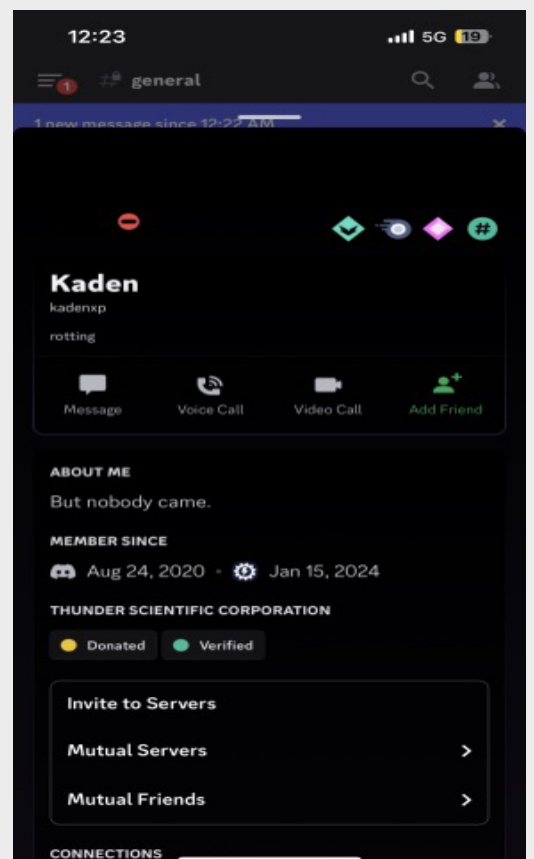 12:23
5G 19
1 general
1 new message since 12:22 AM
Kaden
kadenxp
rotting
Message Voice Call Video Call Add Friend
ABOUT ME
But nobody came.
MEMBER SINCE
Aug 24, 2020 Jan 15, 2024
THUNDER SCIENTIFIC CORPORATION
Donated Verified
Invite to Servers
Mutual Servers
Mutual Friends
CONNECTIONS